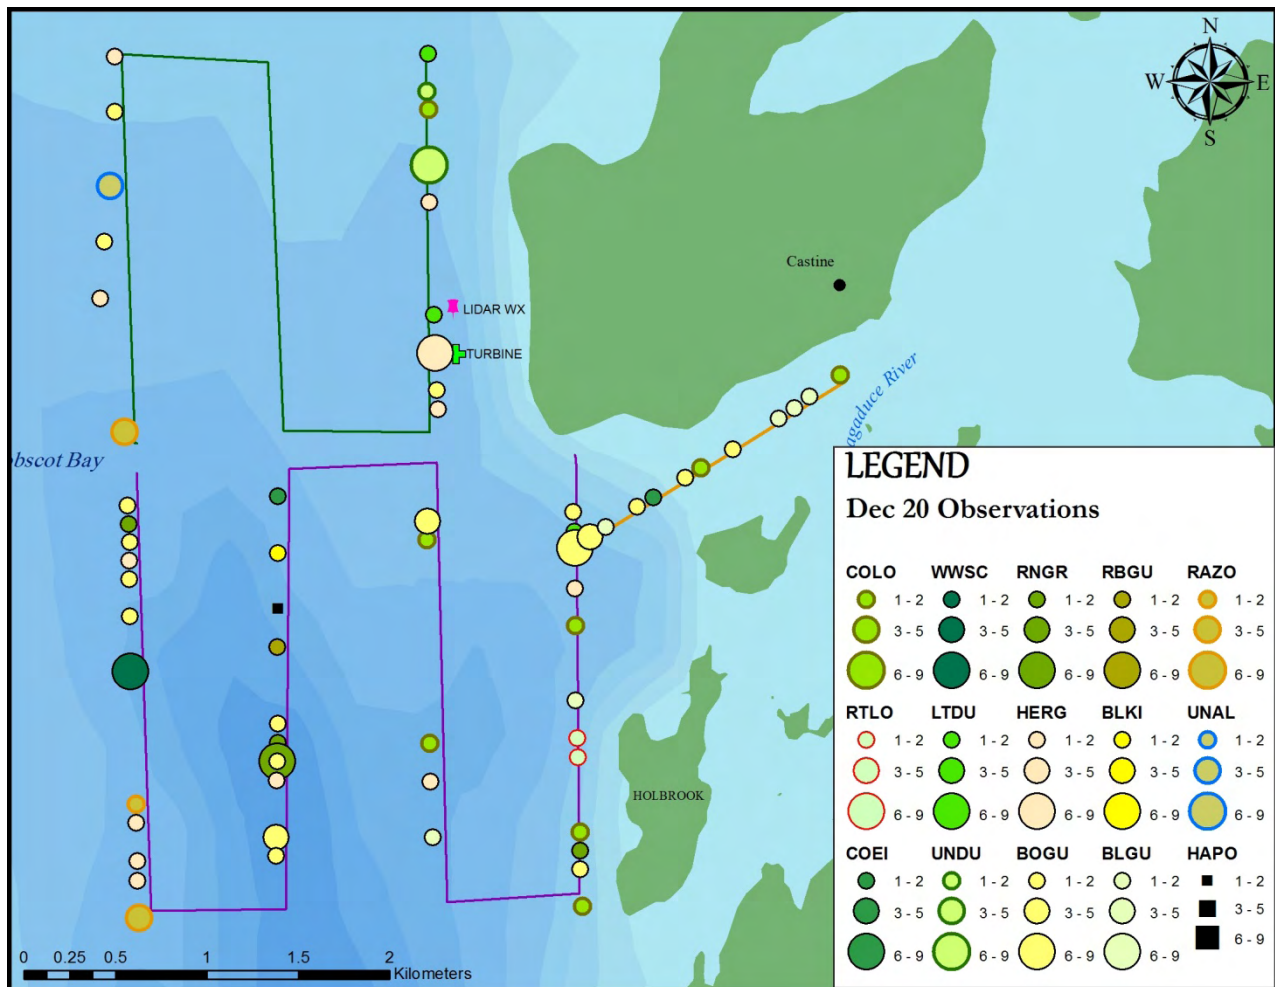 N
W E
S
Castine
LIDAR WX
TURBINE
agaduce River
obscot Bay
HOLBROOK
LEGEND
Dec 20 Observations
COLO WWSC RNGR RBGU RAZO
1 - 2 1 - 2 1 - 2 1 - 2 1 - 2
3 - 5 3 - 5 3 - 5 3 - 5 3 - 5
6 - 9 6 - 9 6 - 9 6 - 9 6 - 9
RTLO LTDU HERG BLKI UNAL
1 - 2 1 - 2 1 - 2 1 - 2 1 - 2
3 - 5 3 - 5 3 - 5 3 - 5 3 - 5
6 - 9 6 - 9 6 - 9 6 - 9 6 - 9
COEI UNDU BOGU BLGU HAPO
1 - 2 1 - 2 1 - 2 1 - 2 1 - 2
3 - 5 3 - 5 3 - 5 3 - 5 3 - 5
6 - 9 6 - 9 6 - 9 6 - 9 6 - 9
0 0.25 0.5 1 1.5 2
Kilometers